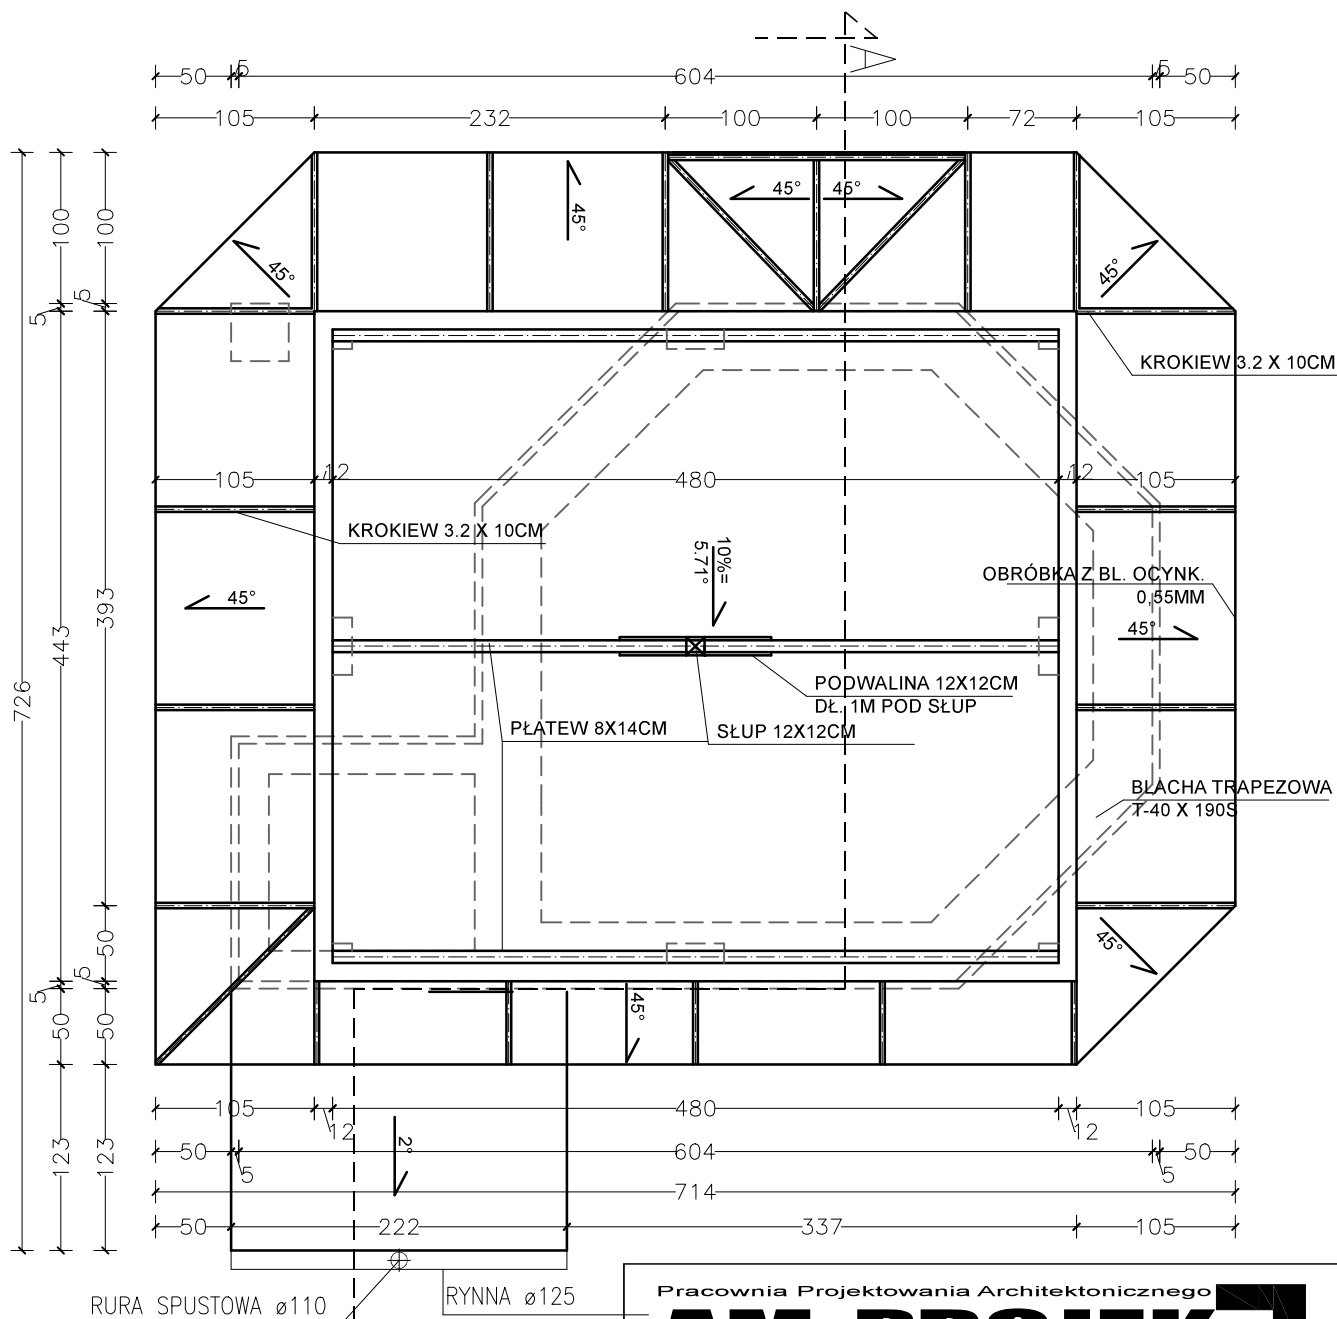 A
50 5 604 5 50
105 232 100 100 72 105
45° 45°
45°
45°
45°
100
100
5
5
KROKIEW 3.2 X 10CM
105 12 480 12 105
KROKIEW 3.2 X 10CM
10%=
5.71°
OBRÓBKA Z BL. OCYNK.
0,55MM
45°
45°
393
443
726
PODWALINA 12X12CM
DŁ. 1M POD SŁUP
PŁATEW 8X14CM
SŁUP 12X12CM
BLACHA TRAPEZOWA
T-40 X 190S
50
45°
5
5
50
50
45°
105 480 105
12 12
123
123
2°
50 604 50
5 5
714
50 222 337 105
RURA SPUSTOWA ø110
RYNNA ø125
Pracownia Projektowania Architektonicznego
AM-PROJEKT